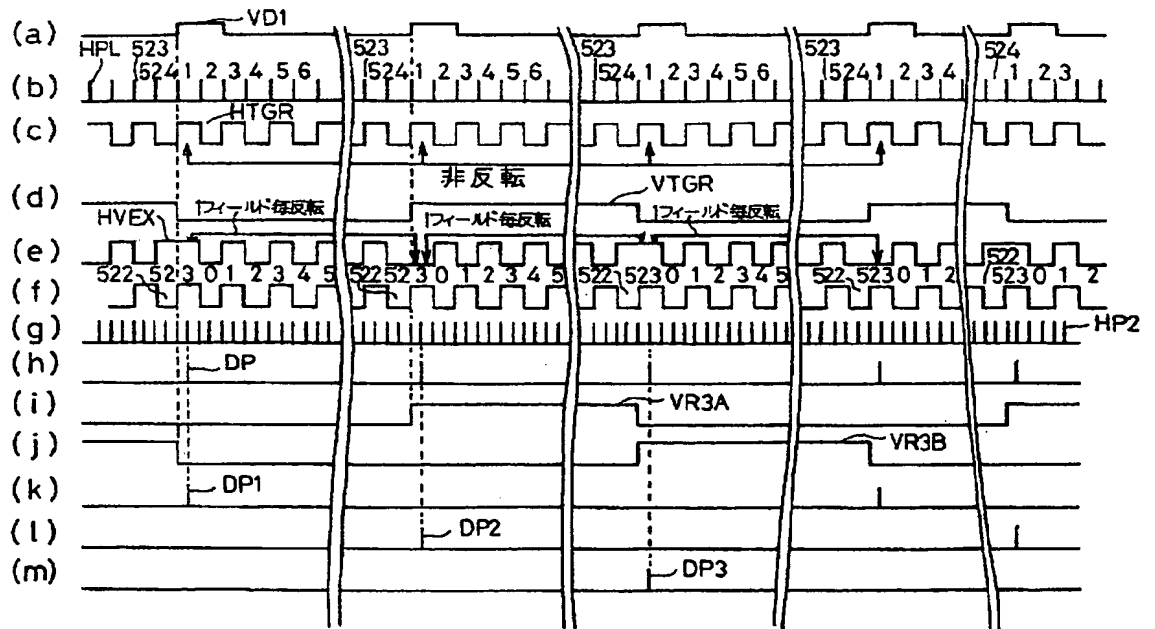 (a) VD1
HPL 523 523 523 523 524
(b) 524 1 2 3 4 5 6 524 1 2 3 4 5 6 524 1 2 3 4 5 6 524 1 2 3 4 1 2 3
(c) HTGR
非反転
(d) VTGR
HVEX 1フィールド毎反転 1フィールド毎反転 1フィールド毎反転
(e)
522 523 0 1 2 3 4 5 522 523 0 1 2 3 4 5 522 523 0 1 2 3 4 5 522 523 0 1 2 522 523 0 1 2
(f)
(g) HP2
(h) DP
(i) VR3A
(j) VR3B
(k) DP1
(l) DP2
(m) DP3